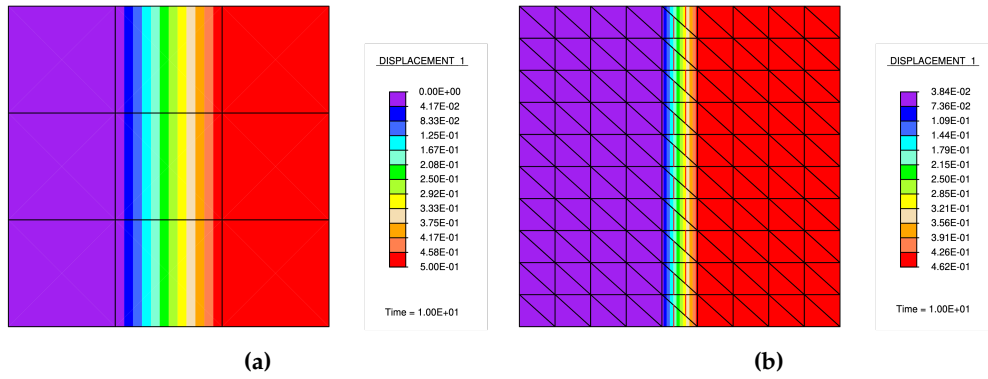 DISPLACEMENT 1
0.00E+00
4.17E-02
8.33E-02
1.25E-01
1.67E-01
2.08E-01
2.50E-01
2.92E-01
3.33E-01
3.75E-01
4.17E-01
4.58E-01
5.00E-01
Time = 1.00E+01
(a)
DISPLACEMENT 1
3.84E-02
7.36E-02
1.09E-01
1.44E-01
1.79E-01
2.15E-01
2.50E-01
2.85E-01
3.21E-01
3.56E-01
3.91E-01
4.26E-01
4.62E-01
Time = 1.00E+01
(b)